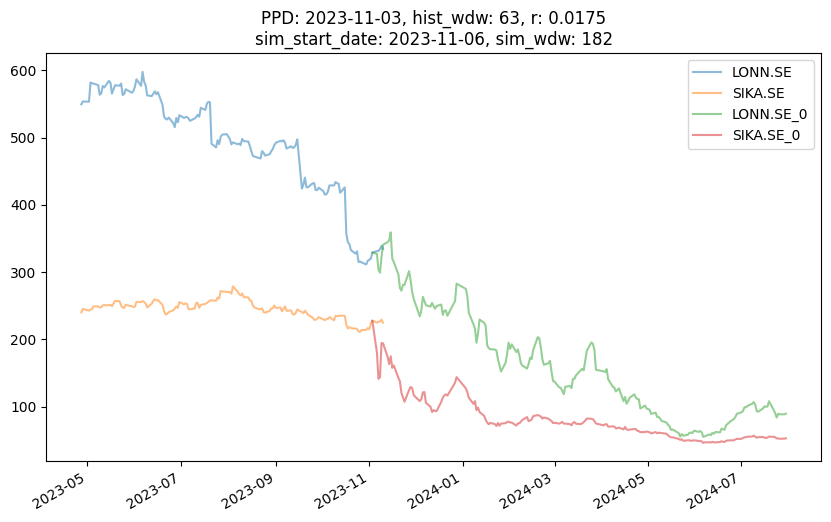 PPD: 2023-11-03, hist_wdw: 63, r: 0.0175
sim_start_date: 2023-11-06, sim_wdw: 182
LONN.SE
SIKA.SE
LONN.SE_0
SIKA.SE_0
600
500
400
300
200
100
2023-05
2023-07
2023-09
2023-11
2024-01
2024-03
2024-05
2024-07